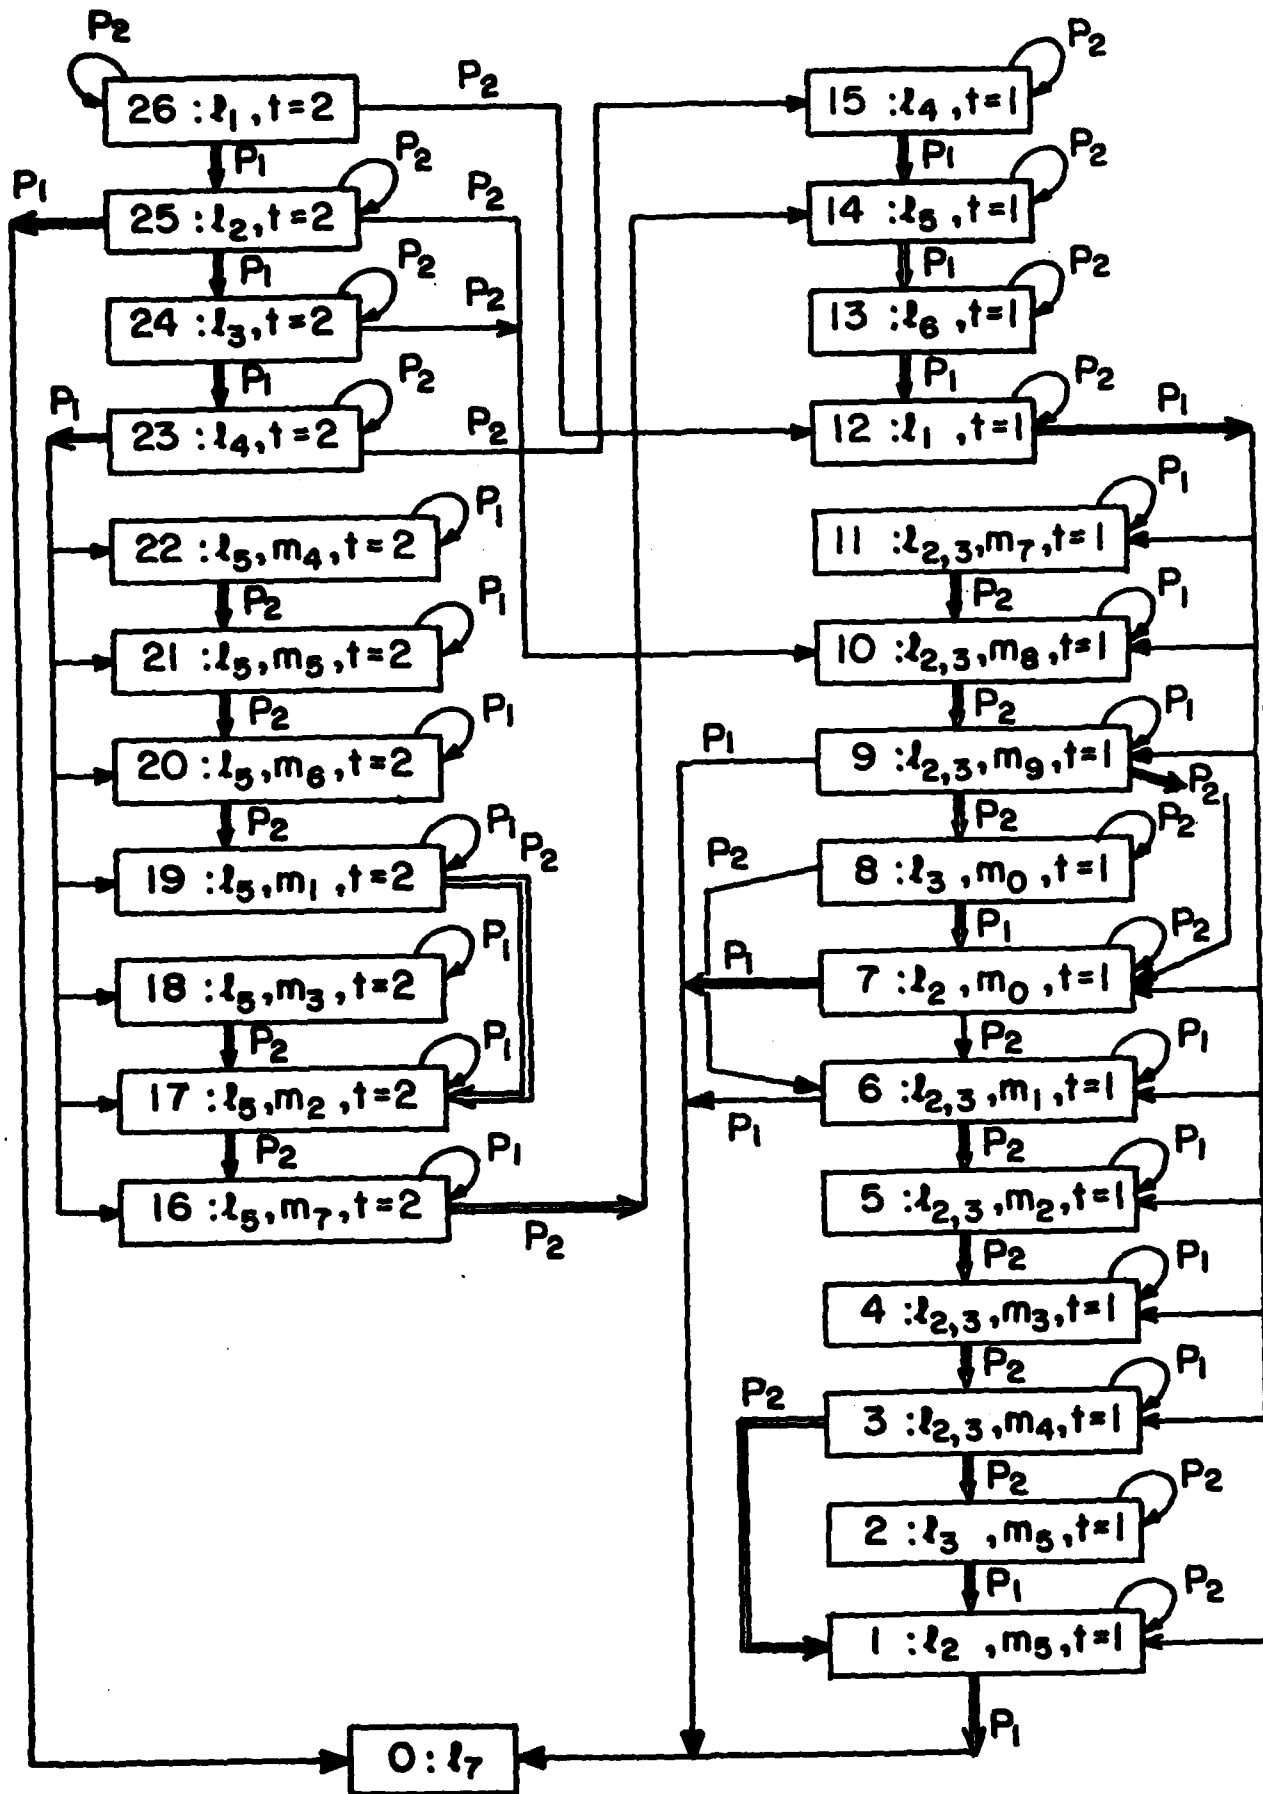 P₂
26 : ℓ₁, t=2
P₂
P₁
P₂
P₁
25 : ℓ₂, t=2
P₂
P₁
P₂
24 : ℓ₃, t=2
P₂
P₁
P₂
P₁
23 : ℓ₄, t=2
P₂
P₁
22 : ℓ₅, m₄, t=2
P₂
P₁
21 : ℓ₅, m₅, t=2
P₂
P₁
20 : ℓ₅, m₆, t=2
P₂
P₁
P₂
19 : ℓ₅, m₁, t=2
P₁
18 : ℓ₅, m₃, t=2
P₂
P₁
17 : ℓ₅, m₂, t=2
P₂
P₁
16 : ℓ₅, m₇, t=2
P₂
P₂
15 : ℓ₄, t=1
P₁
P₂
14 : ℓ₅, t=1
P₁
P₂
13 : ℓ₆, t=1
P₁
P₂
P₁
12 : ℓ₁, t=1
P₁
11 : ℓ₂,₃, m₇, t=1
P₂
P₁
10 : ℓ₂,₃, m₈, t=1
P₂
P₁
P₁
9 : ℓ₂,₃, m₉, t=1
P₂
P₂
P₂
P₂
8 : ℓ₃, m₀, t=1
P₁
P₂
P₁
7 : ℓ₂, m₀, t=1
P₂
P₁
6 : ℓ₂,₃, m₁, t=1
P₁
P₂
P₁
5 : ℓ₂,₃, m₂, t=1
P₂
P₁
4 : ℓ₂,₃, m₃, t=1
P₂
P₁
P₂
3 : ℓ₂,₃, m₄, t=1
P₂
P₂
2 : ℓ₃, m₅, t=1
P₁
P₂
1 : ℓ₂, m₅, t=1
P₁
0 : ℓ₇